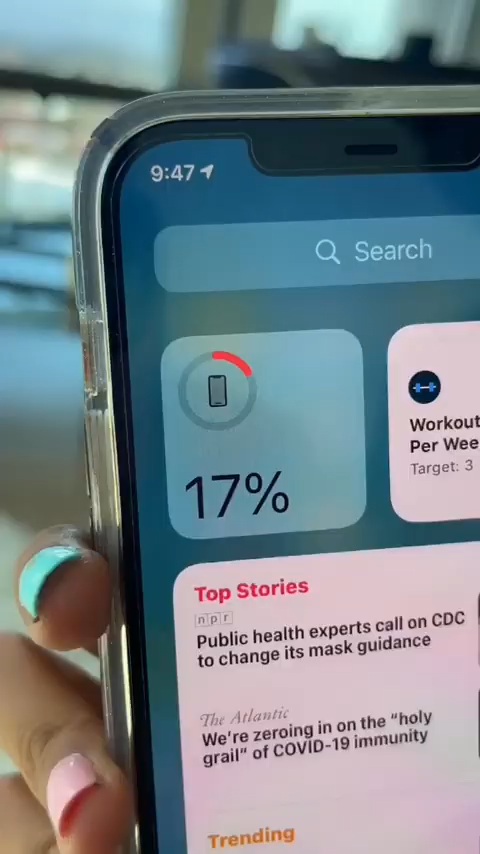 9:47
Search
17%
Workout
Per Wee
Target: 3
Top Stories
npr
Public health experts call on CDC
to change its mask guidance
The Atlantic
We're zeroing in on the "holy
grail" of COVID-19 immunity
Trending